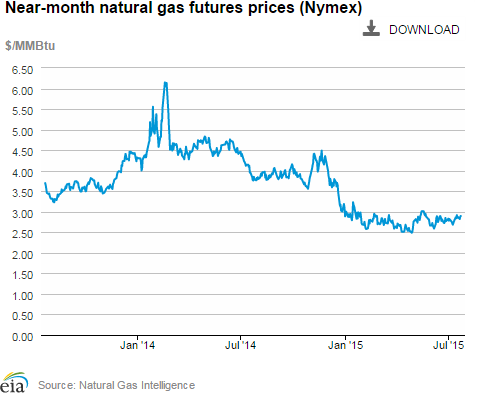 Near-month natural gas futures prices (Nymex)
DOWNLOAD
$/MMBtu
6.50
6.00
5.50
5.00
4.50
4.00
3.50
3.00
2.50
2.00
1.50
1.00
0.50
0.00
Jan '14
Jul '14
Jan '15
Jul '15
eia
Source: Natural Gas Intelligence